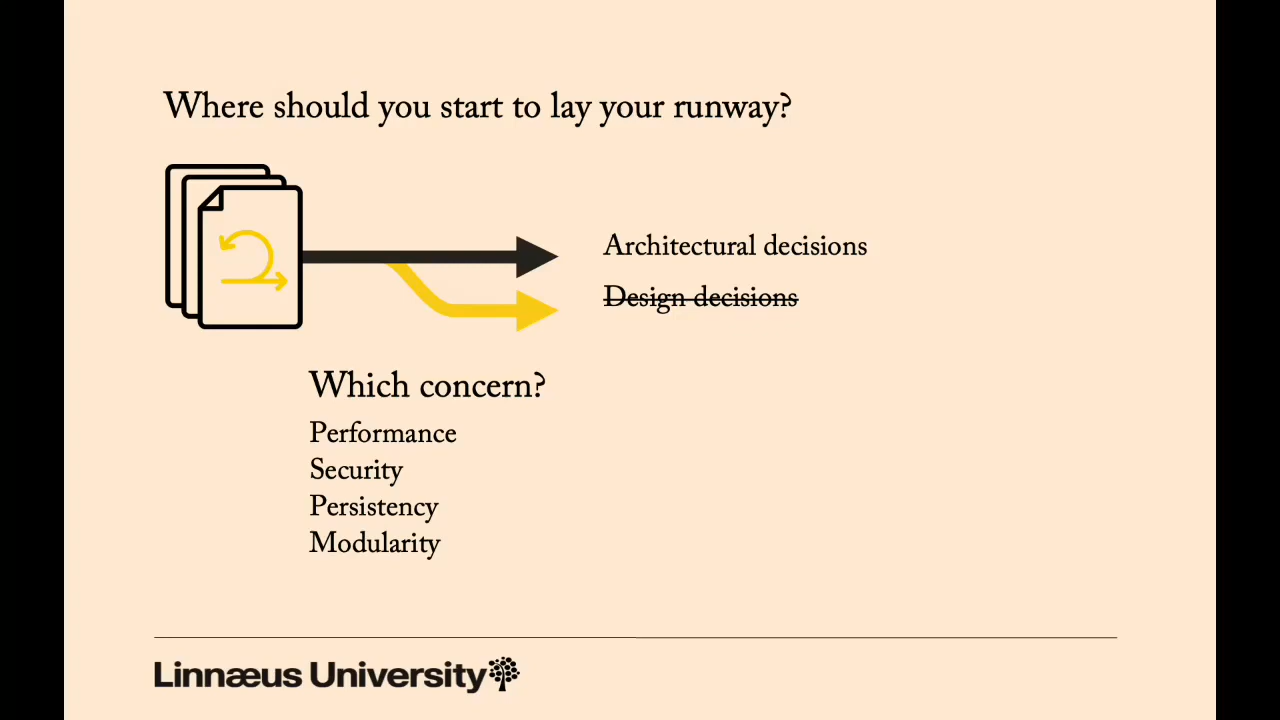 Where should you start to lay your runway?
Architectural decisions
Design decisions
Which concern?
Performance
Security
Persistency
Modularity
Linnæus University